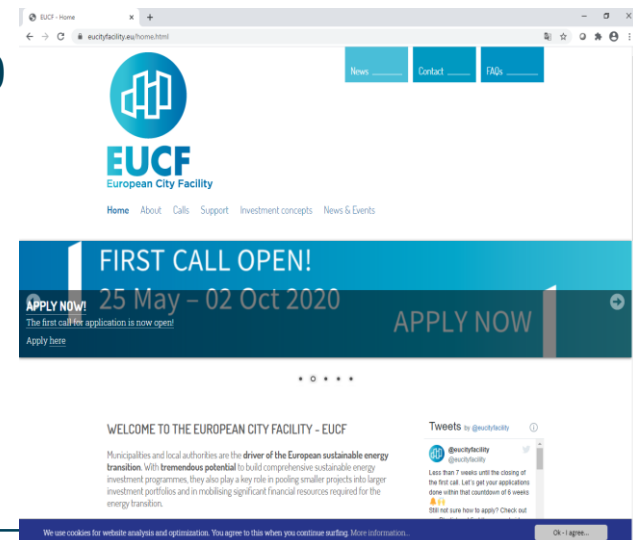 EUCF - Home
eucityfacility.eu/home.html
News
Contact
FAQs
EUCF
European City Facility
Home About Calls Support Investment concepts News & Events
FIRST CALL OPEN!
25 May – 02 Oct 2020
APPLY NOW
APPLY NOW!
The first call for application is now open!
Apply here
WELCOME TO THE EUROPEAN CITY FACILITY - EUCF
Municipalities and local authorities are the driver of the European sustainable energy
transition. With tremendous potential to build comprehensive sustainable energy
investment programmes, they also play a key role in pooling smaller projects into larger
investment portfolios and in mobilising significant financial resources required for the
energy transition.
Tweets by @eucityfacility
@eucityfacility
@eucityfacility
Less than 7 weeks until the closing of
the first call. Let's get your applications
done within that countdown of 6 weeks
Still not sure how to apply? Check out
We use cookies for website analysis and optimization. You agree to this when you continue surfing. More information...
Ok - I agree...